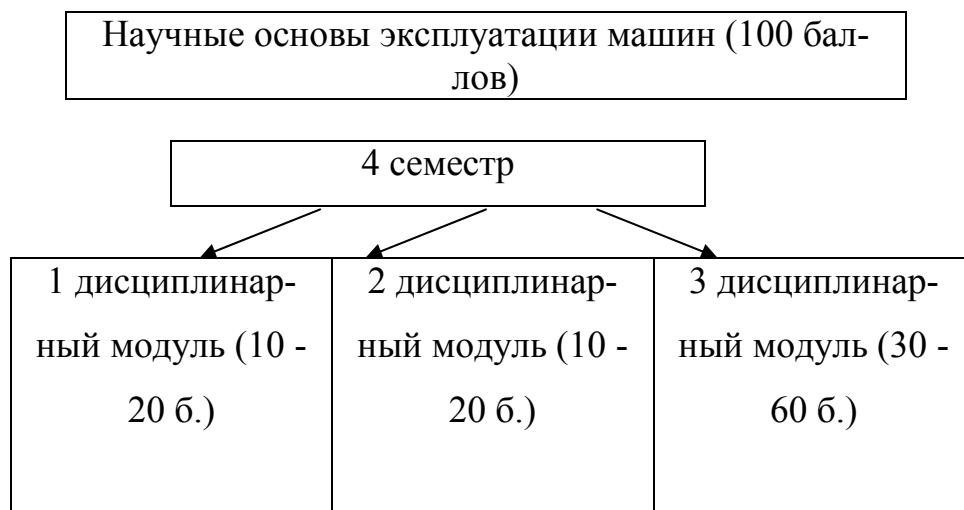 Научные основы эксплуатации машин (100 бал-
лов)
4 семестр
1 дисциплинар-
ный модуль (10 -
20 б.)
2 дисциплинар-
ный модуль (10 -
20 б.)
3 дисциплинар-
ный модуль (30 -
60 б.)